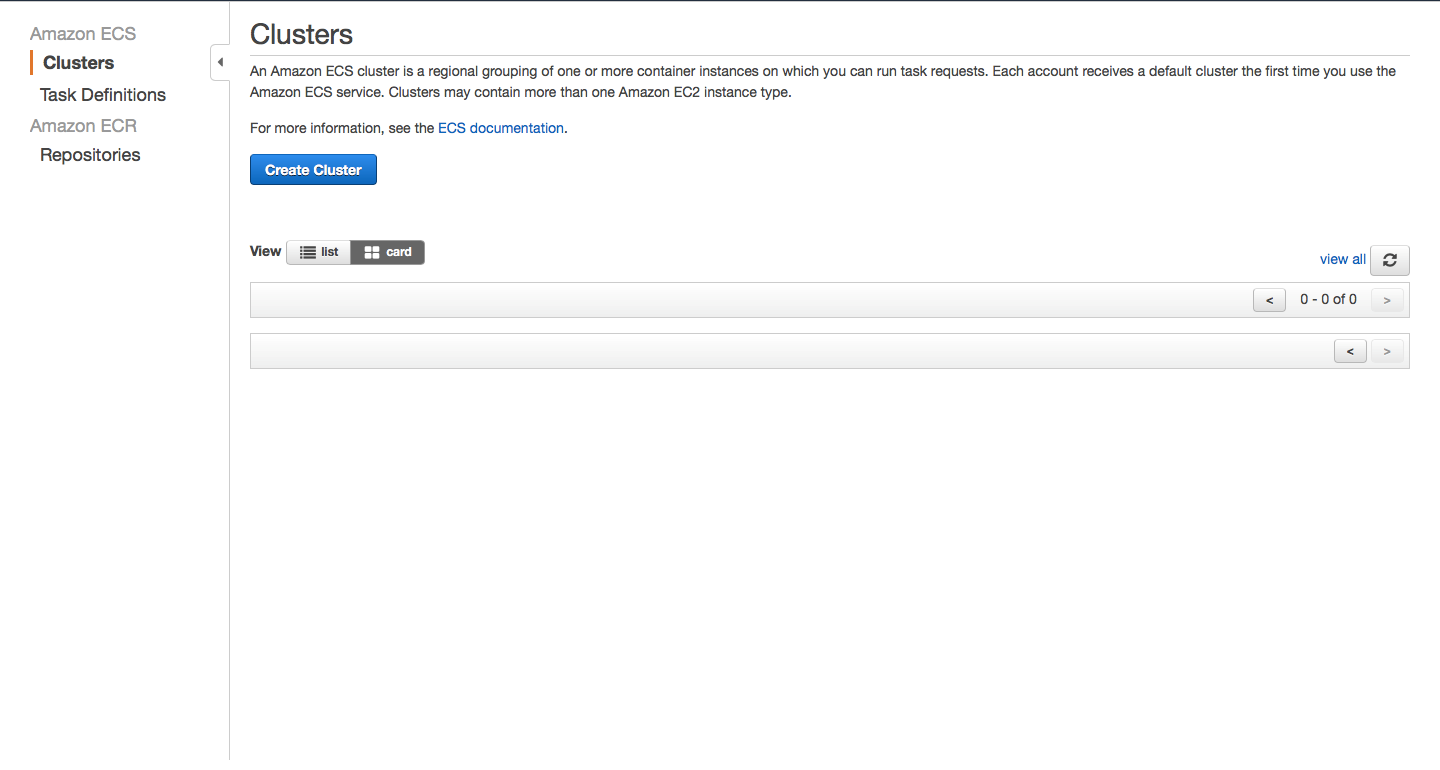 Amazon ECS
Clusters
Task Definitions
Amazon ECR
Repositories
Clusters
An Amazon ECS cluster is a regional grouping of one or more container instances on which you can run task requests. Each account receives a default cluster the first time you use the
Amazon ECS service. Clusters may contain more than one Amazon EC2 instance type.
For more information, see the ECS documentation.
Create Cluster
View list card
view all
< 0 - 0 of 0 >
< >